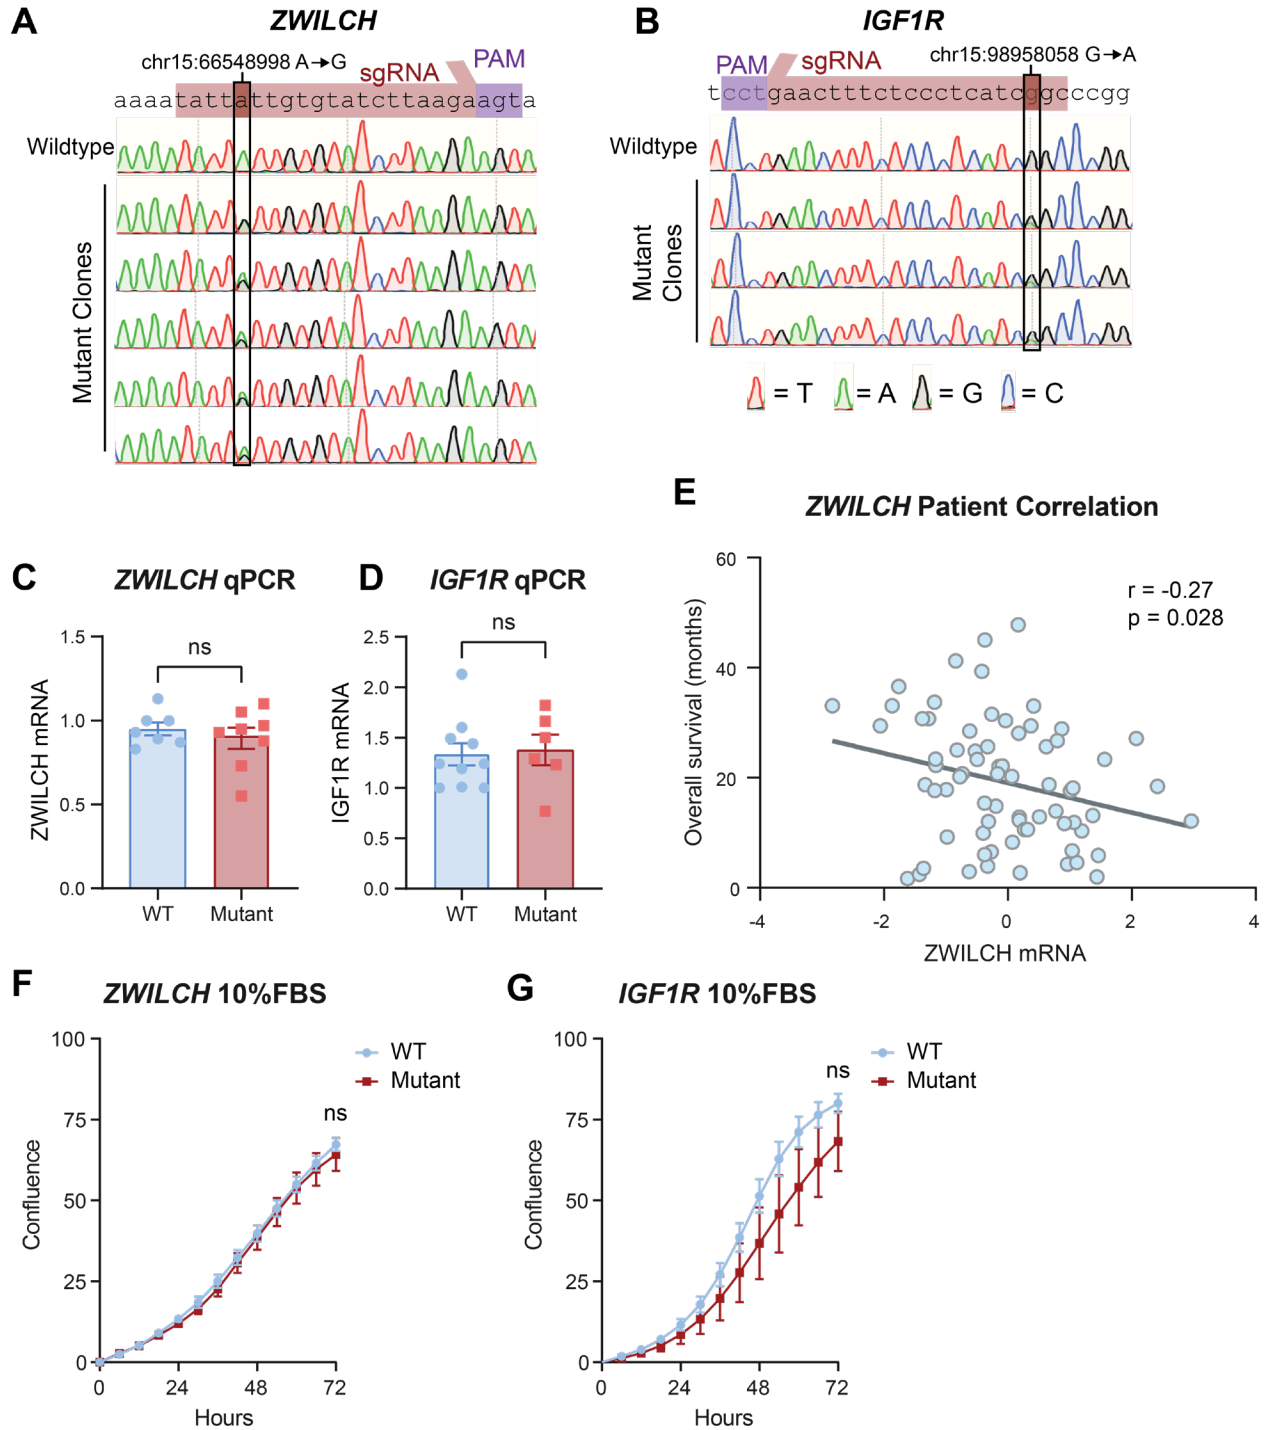 A
ZWILCH
chr15:66548998 A→G
sgRNA
PAM
aaaatattattgtgtatcttaagaagta
Wildtype
Mutant Clones
B
IGF1R
chr15:98958058 G→A
PAM
sgRNA
tcctgaactttctccctcatcggcccgg
Wildtype
Mutant
Clones
= T
= A
= G
= C
C
ZWILCH qPCR
ns
ZWILCH mRNA
1.5
1.0
0.5
0.0
WT
Mutant
D
IGF1R qPCR
ns
IGF1R mRNA
2.5
2.0
1.5
1.0
0.5
0.0
WT
Mutant
E
ZWILCH Patient Correlation
r = -0.27
p = 0.028
Overall survival (months)
60
40
20
0
-4
-2
0
2
4
ZWILCH mRNA
F
ZWILCH 10%FBS
WT
Mutant
ns
Confluence
100
75
50
25
0
0
24
48
72
Hours
G
IGF1R 10%FBS
WT
Mutant
ns
Confluence
100
75
50
25
0
0
24
48
72
Hours